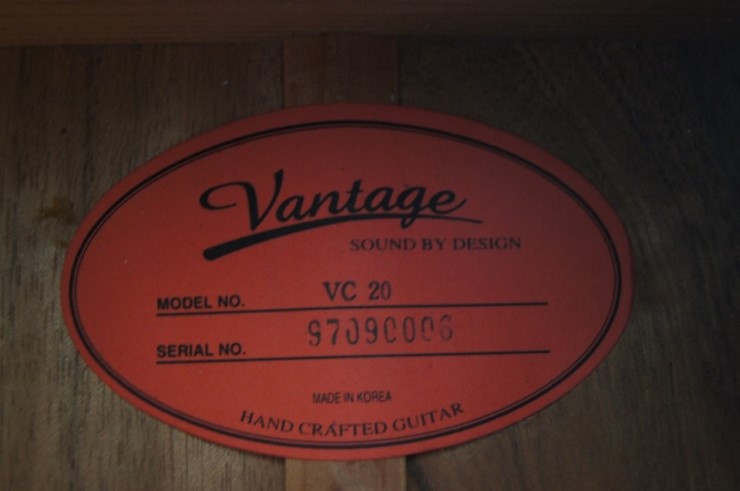 Vantage
SOUND BY DESIGN
MODEL NO. VC 20
SERIAL NO. 97090006
MADE IN KOREA
HAND CRAFTED GUITAR